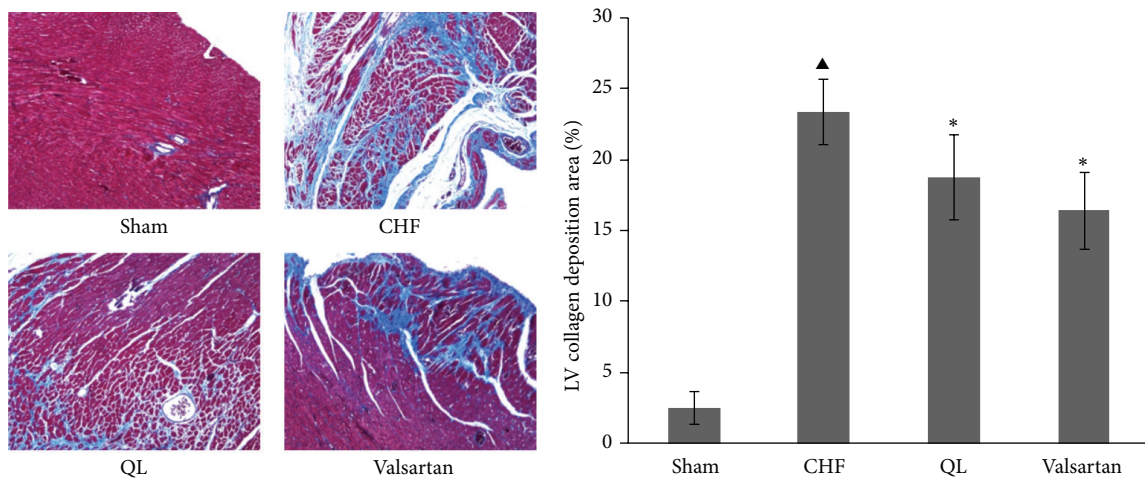 Sham
CHF
QL
Valsartan
LV collagen deposition area (%)
30
25
20
15
10
5
0
▲
*
*
Sham
CHF
QL
Valsartan